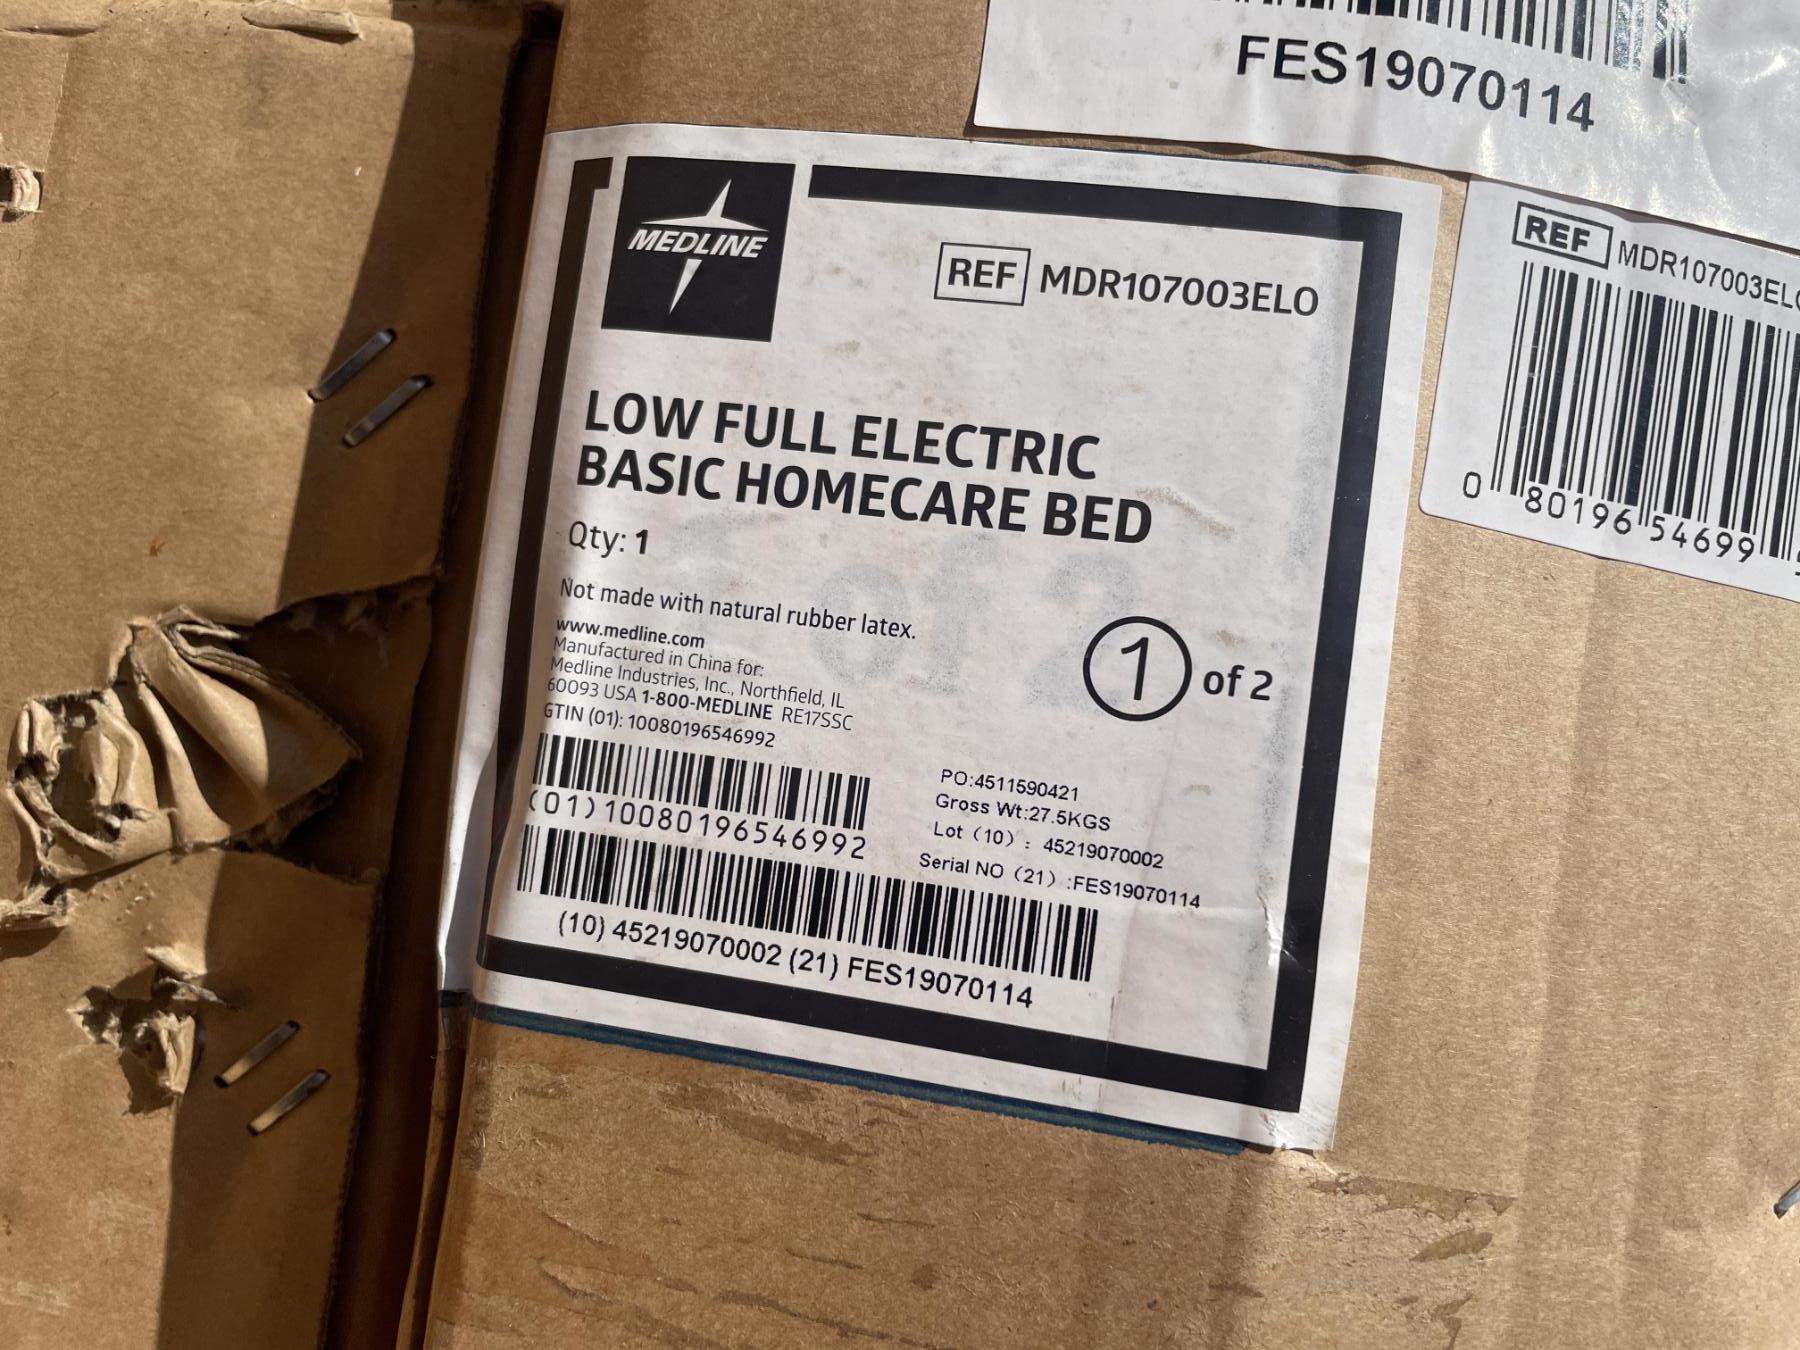 FES19070114
MEDLINE
REF MDR107003ELO
REF MDR107003ELO
LOW FULL ELECTRIC
BASIC HOMECARE BED
Qty: 1
0 80196 54699
Not made with natural rubber latex.
www.medline.com
Manufactured in China for:
Medline Industries, Inc., Northfield, IL
60093 USA 1-800-MEDLINE RE17SSC
GTIN (01): 10080196546992
1 of 2
(01)10080196546992
PO:4511590421
Gross Wt:27.5KGS
Lot (10) : 45219070002
Serial NO (21) :FES19070114
(10) 45219070002 (21) FES19070114
of 2